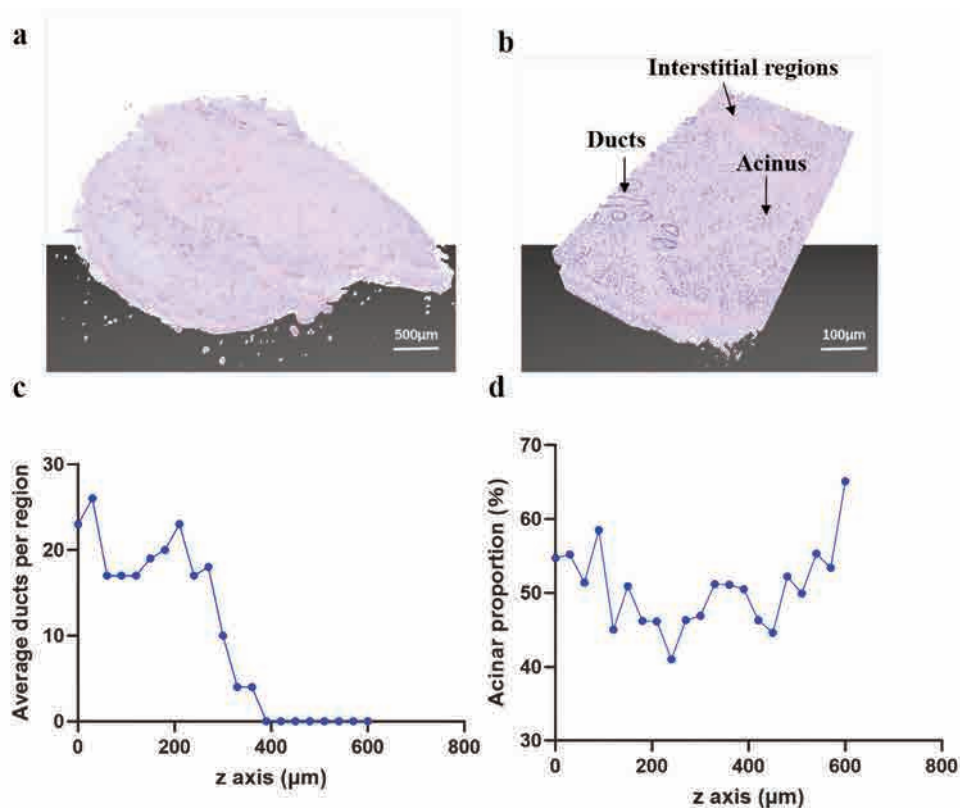 a
b
Interstitial regions
Ducts
Acinus
500μm
100μm
c
d
30
20
10
0
Average ducts per region
0 200 400 600 800
z axis (μm)
70
60
50
40
30
Acinar proportion (%)
0 200 400 600 800
z axis (μm)